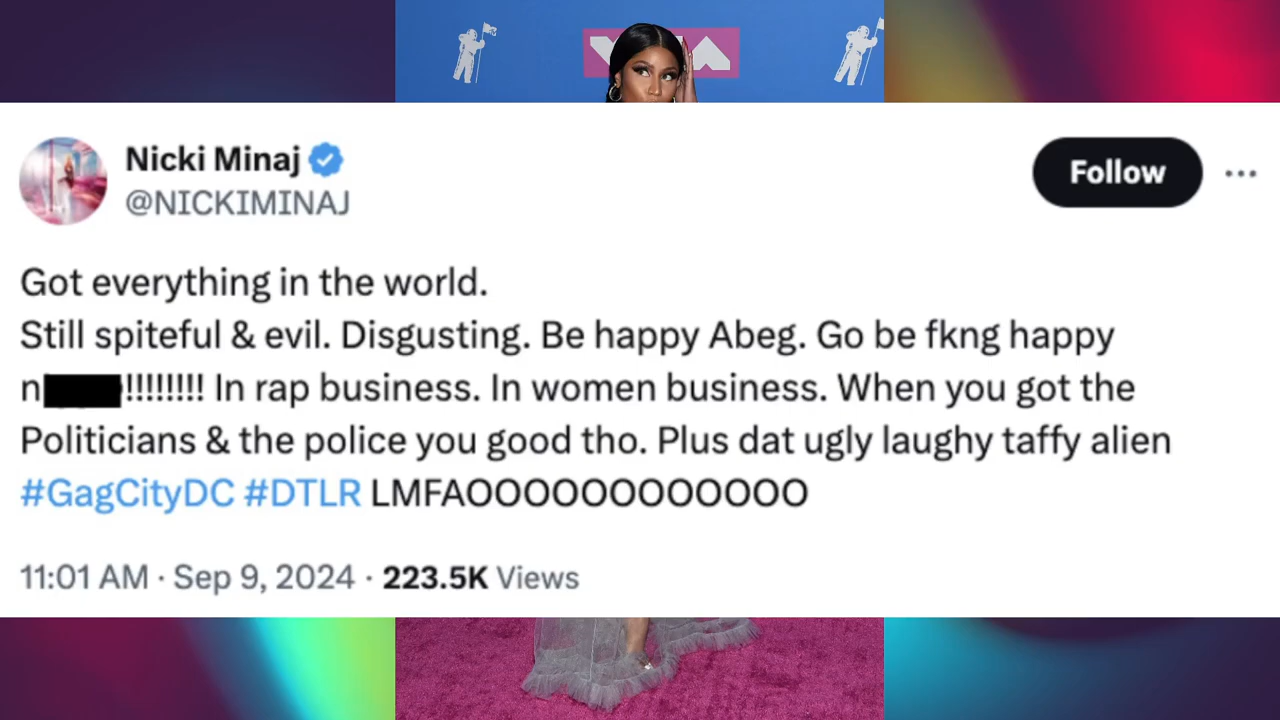 Nicki Minaj
@NICKIMINAJ
Follow
Got everything in the world.
Still spiteful & evil. Disgusting. Be happy Abeg. Go be fkng happy
n !!!!!!!! In rap business. In women business. When you got the
Politicians & the police you good tho. Plus dat ugly laughy taffy alien
#GagCityDC #DTLR LMFAOOOOOOOOOOOOO
11:01 AM · Sep 9, 2024 · 223.5K Views